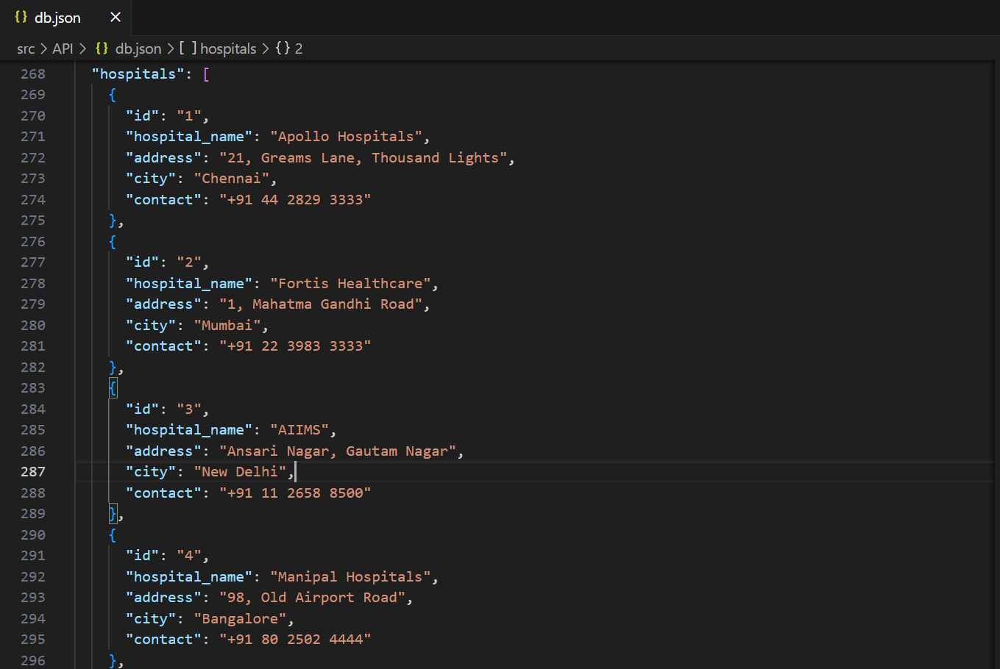 {} db.json ×
src > API > {} db.json > [ ] hospitals > {} 2
268 "hospitals": [
269 {
270 "id": "1",
271 "hospital_name": "Apollo Hospitals",
272 "address": "21, Greams Lane, Thousand Lights",
273 "city": "Chennai",
274 "contact": "+91 44 2829 3333"
275 },
276 {
277 "id": "2",
278 "hospital_name": "Fortis Healthcare",
279 "address": "1, Mahatma Gandhi Road",
280 "city": "Mumbai",
281 "contact": "+91 22 3983 3333"
282 },
283 {
284 "id": "3",
285 "hospital_name": "AIIMS",
286 "address": "Ansari Nagar, Gautam Nagar",
287 "city": "New Delhi",
288 "contact": "+91 11 2658 8500"
289 },
290 {
291 "id": "4",
292 "hospital_name": "Manipal Hospitals",
293 "address": "98, Old Airport Road",
294 "city": "Bangalore",
295 "contact": "+91 80 2502 4444"
296 },